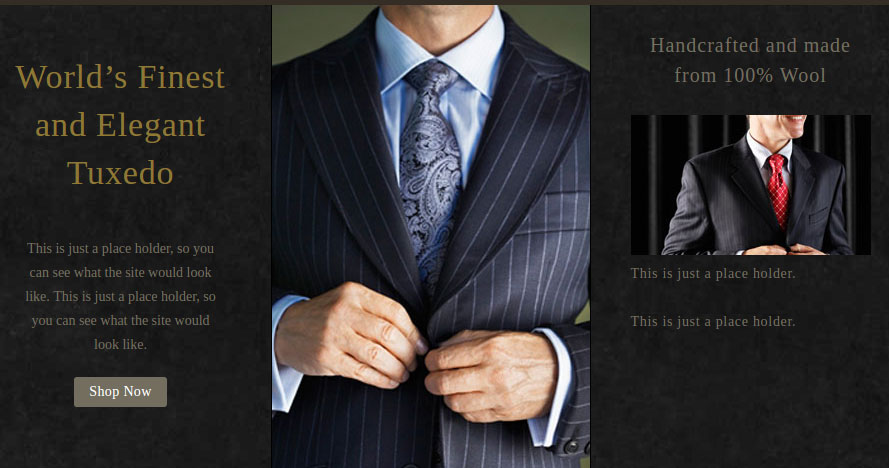 World’s Finest
and Elegant
Tuxedo
This is just a place holder, so you
can see what the site would look
like. This is just a place holder, so
you can see what the site would
look like.
Shop Now
Handcrafted and made
from 100% Wool
This is just a place holder.
This is just a place holder.